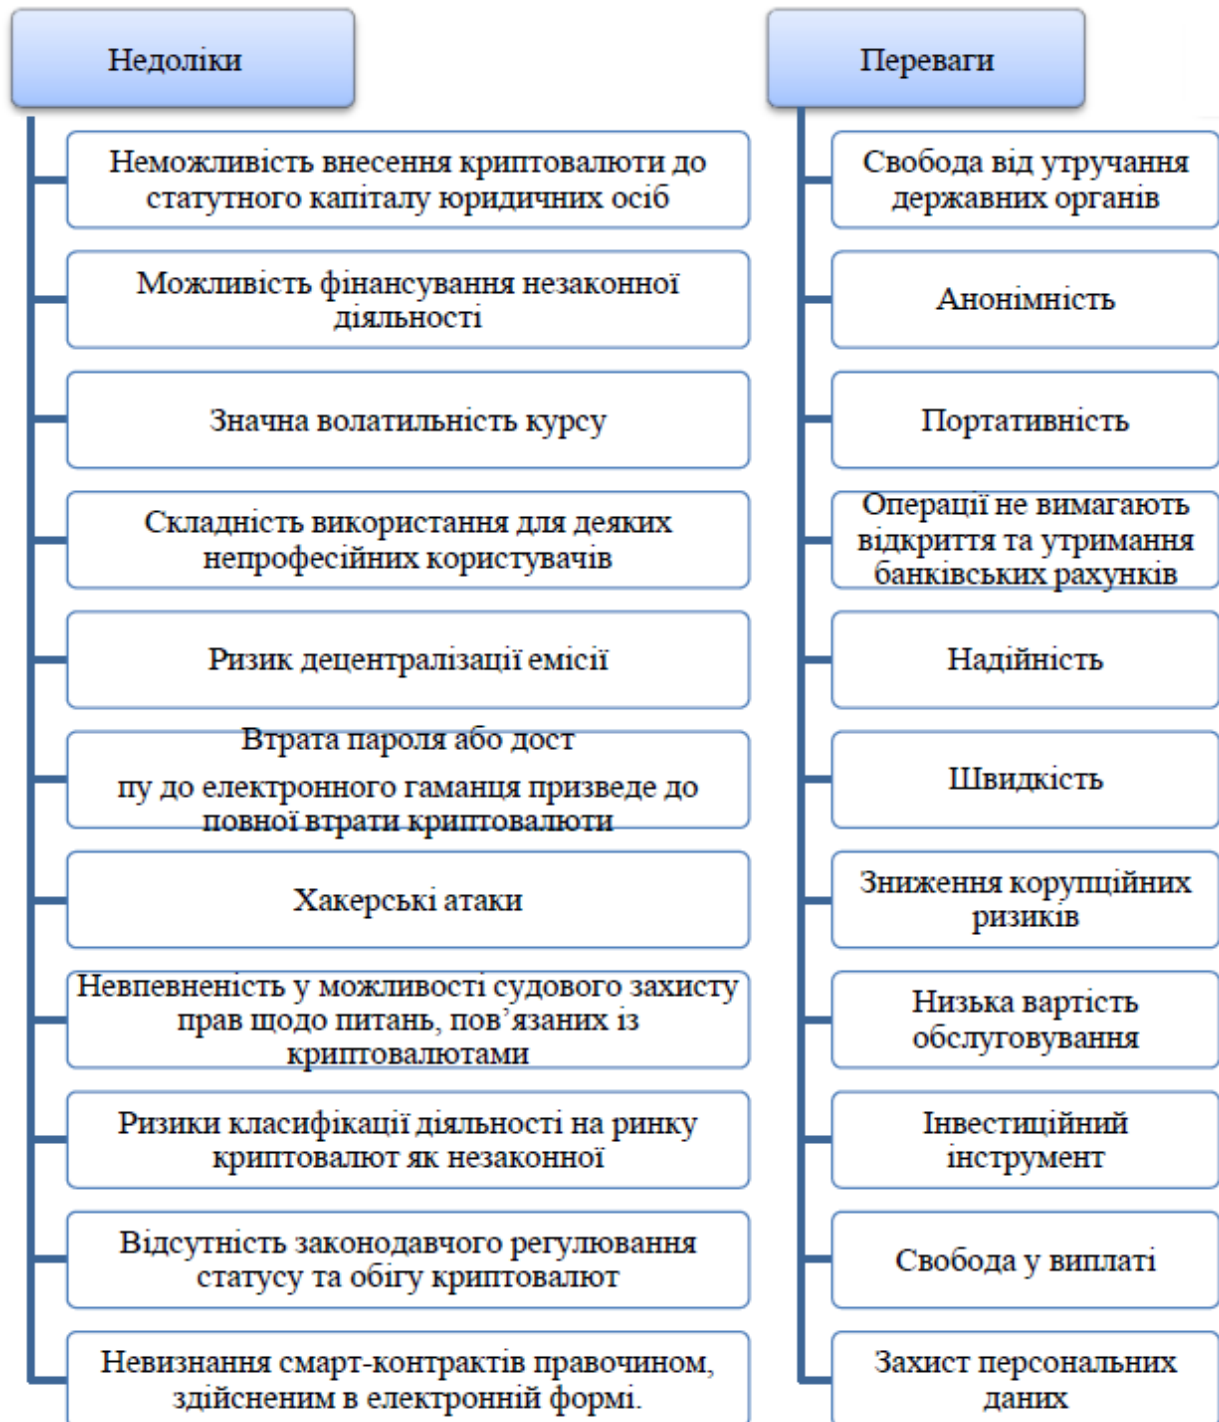 Недоліки
Неможливість внесення криптовалюти до
статутного капіталу юридичних осіб
Можливість фінансування незаконної
діяльності
Значна волатильність курсу
Складність використання для деяких
непрофесійних користувачів
Ризик децентралізації емісії
Втрата пароля або дост
пу до електронного гаманця призведе до
повної втрати криптовалюти
Хакерські атаки
Невпевненість у можливості судового захисту
прав щодо питань, пов’язаних із
криптовалютами
Ризики класифікації діяльності на ринку
криптовалют як незаконної
Відсутність законодавчого регулювання
статусу та обігу криптовалют
Невизнання смарт-контрактів правочином,
здійсненим в електронній формі.
Переваги
Свобода від утручання
державних органів
Анонімність
Портативність
Операції не вимагають
відкриття та утримання
банківських рахунків
Надійність
Швидкість
Зниження корупційних
ризиків
Низька вартість
обслуговування
Інвестиційний
інструмент
Свобода у виплаті
Захист персональних
даних